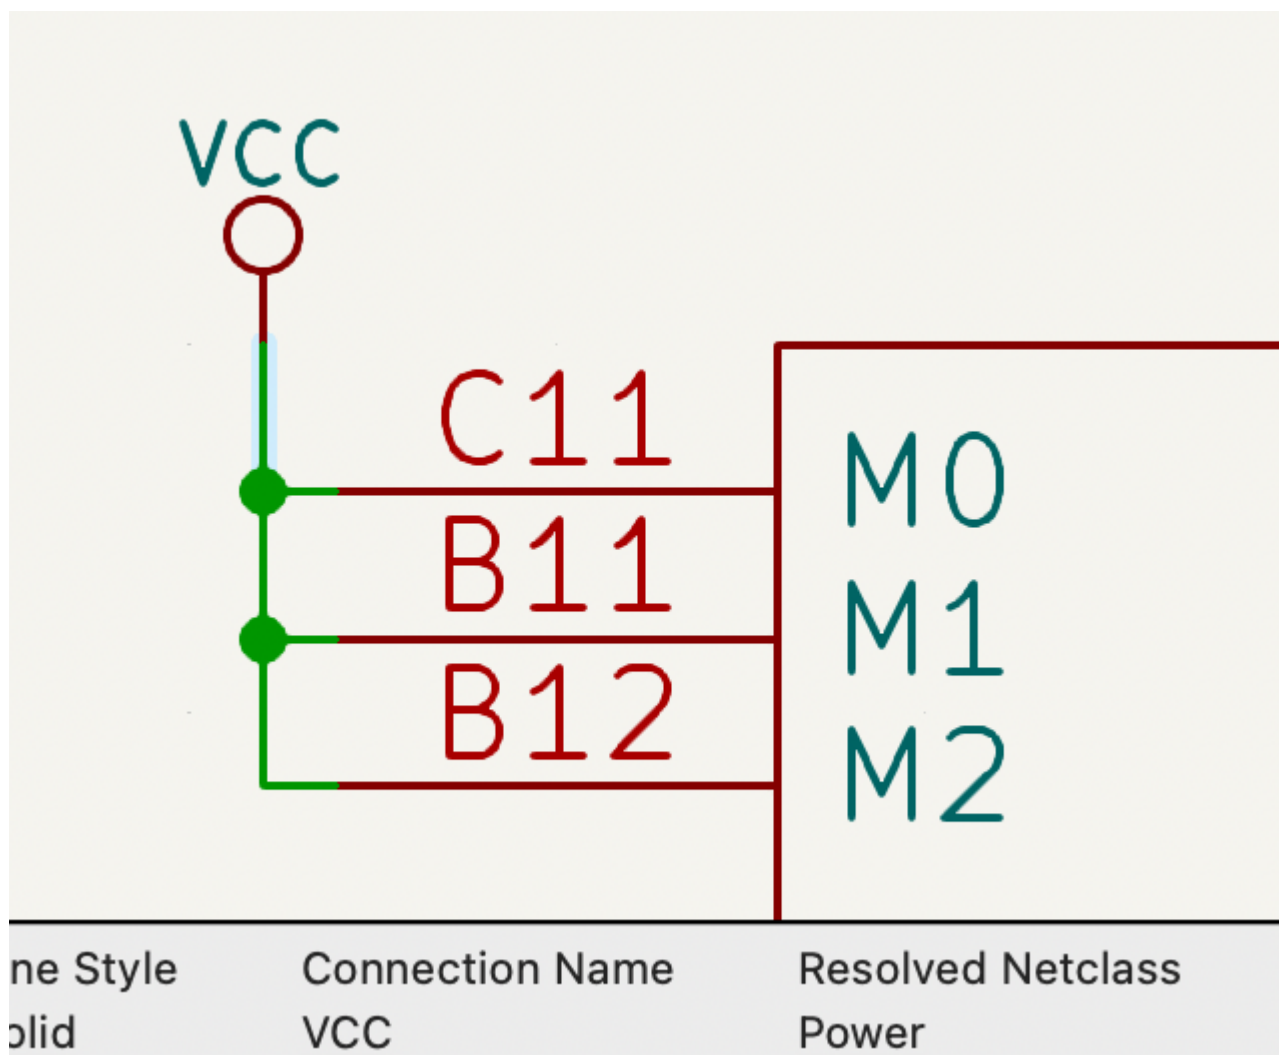 VCC
C11
M0
B11
M1
B12
M2
ne Style Connection Name Resolved Netclass
olid VCC Power